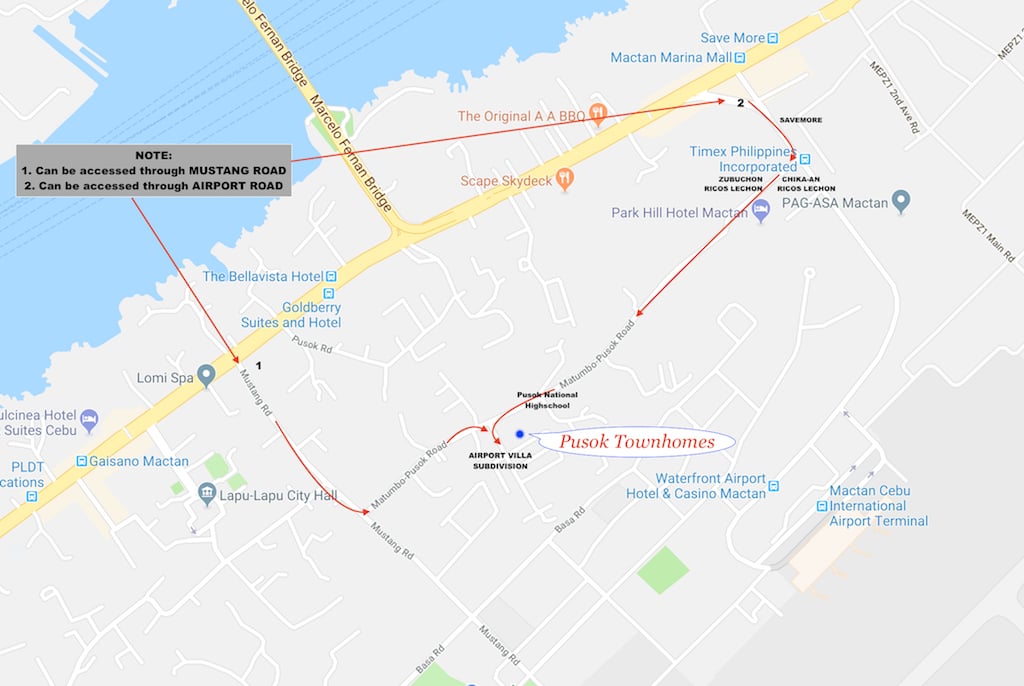 celo Fernan Bridge
Save More
Mactan Marina Mall
MEPZ1
MEPZ1 2nd Ave Rd
Marcelo Fernan Bridge
The Original A A BBQ
2
SAVEMORE
NOTE:
1. Can be accessed through MUSTANG ROAD
2. Can be accessed through AIRPORT ROAD
Timex Philippines
Incorporated
Scape Skydeck
ZUBUCHON
RICOS LECHON
CHIKA-AN
RICOS LECHON
Park Hill Hotel Mactan
PAG-ASA Mactan
MEPZ1 Main Rd
The Bellavista Hotel
Goldberry
Suites and Hotel
Pusok Rd
1
Lomi Spa
Mustang Rd
Matumbo-Pusok Road
Pusok National
Highschool
ulcinea Hotel
Suites Cebu
Pusok Townhomes
Matumbo-Pusok Road
AIRPORT VILLA
SUBDIVISION
PLDT
cations
Gaisano Mactan
Lapu-Lapu City Hall
Waterfront Airport
Hotel & Casino Mactan
Mactan Cebu
International
Airport Terminal
Basa Rd
Mustang Rd
Mustang Rd
Basa Rd